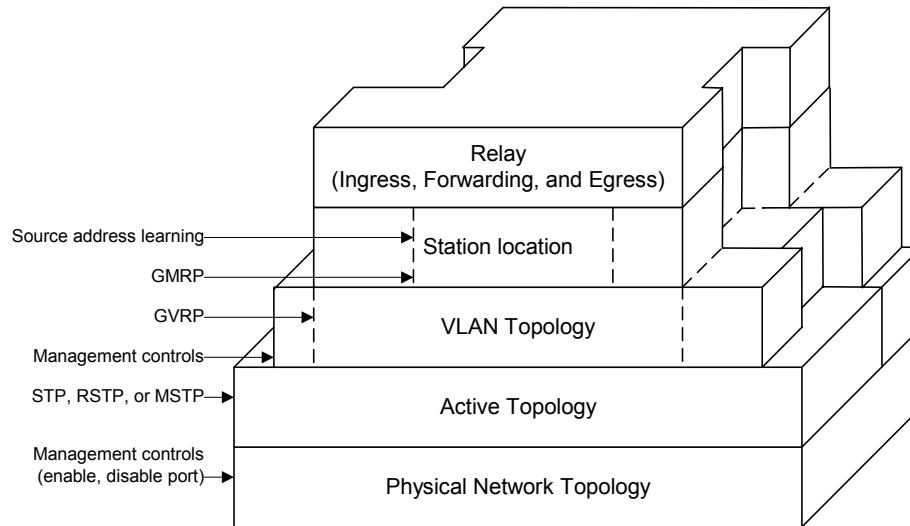 Relay
(Ingress, Forwarding, and Egress)
Source address learning
Station location
GMRP
GVRP
VLAN Topology
Management controls
STP, RSTP, or MSTP
Active Topology
Management controls
(enable, disable port)
Physical Network Topology